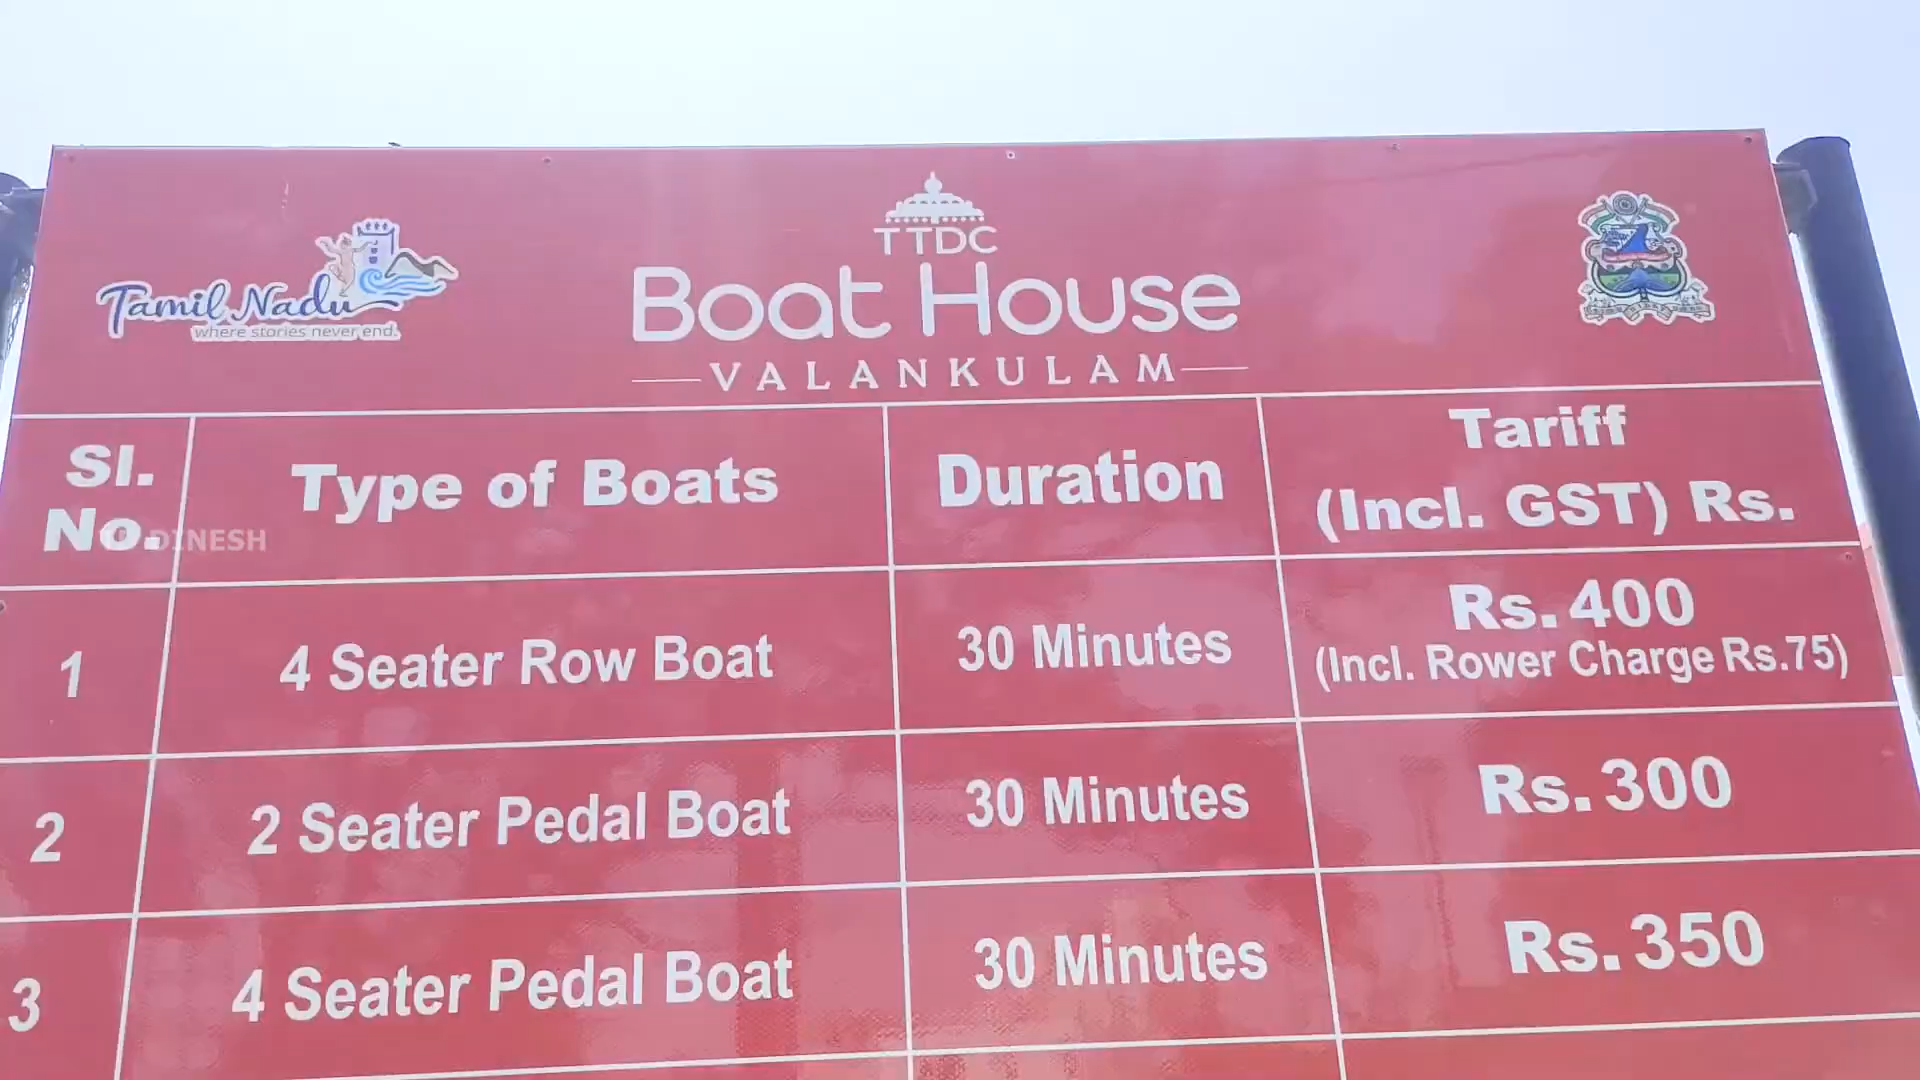 TTDC
Tamil Nadu
where stories never end.
Boat House
VALANKULAM
Sl. No.
Type of Boats
Duration
Tariff
(Incl. GST) Rs.
DINESH
1
4 Seater Row Boat
30 Minutes
Rs. 400
(Incl. Rower Charge Rs.75)
2
2 Seater Pedal Boat
30 Minutes
Rs. 300
3
4 Seater Pedal Boat
30 Minutes
Rs. 350